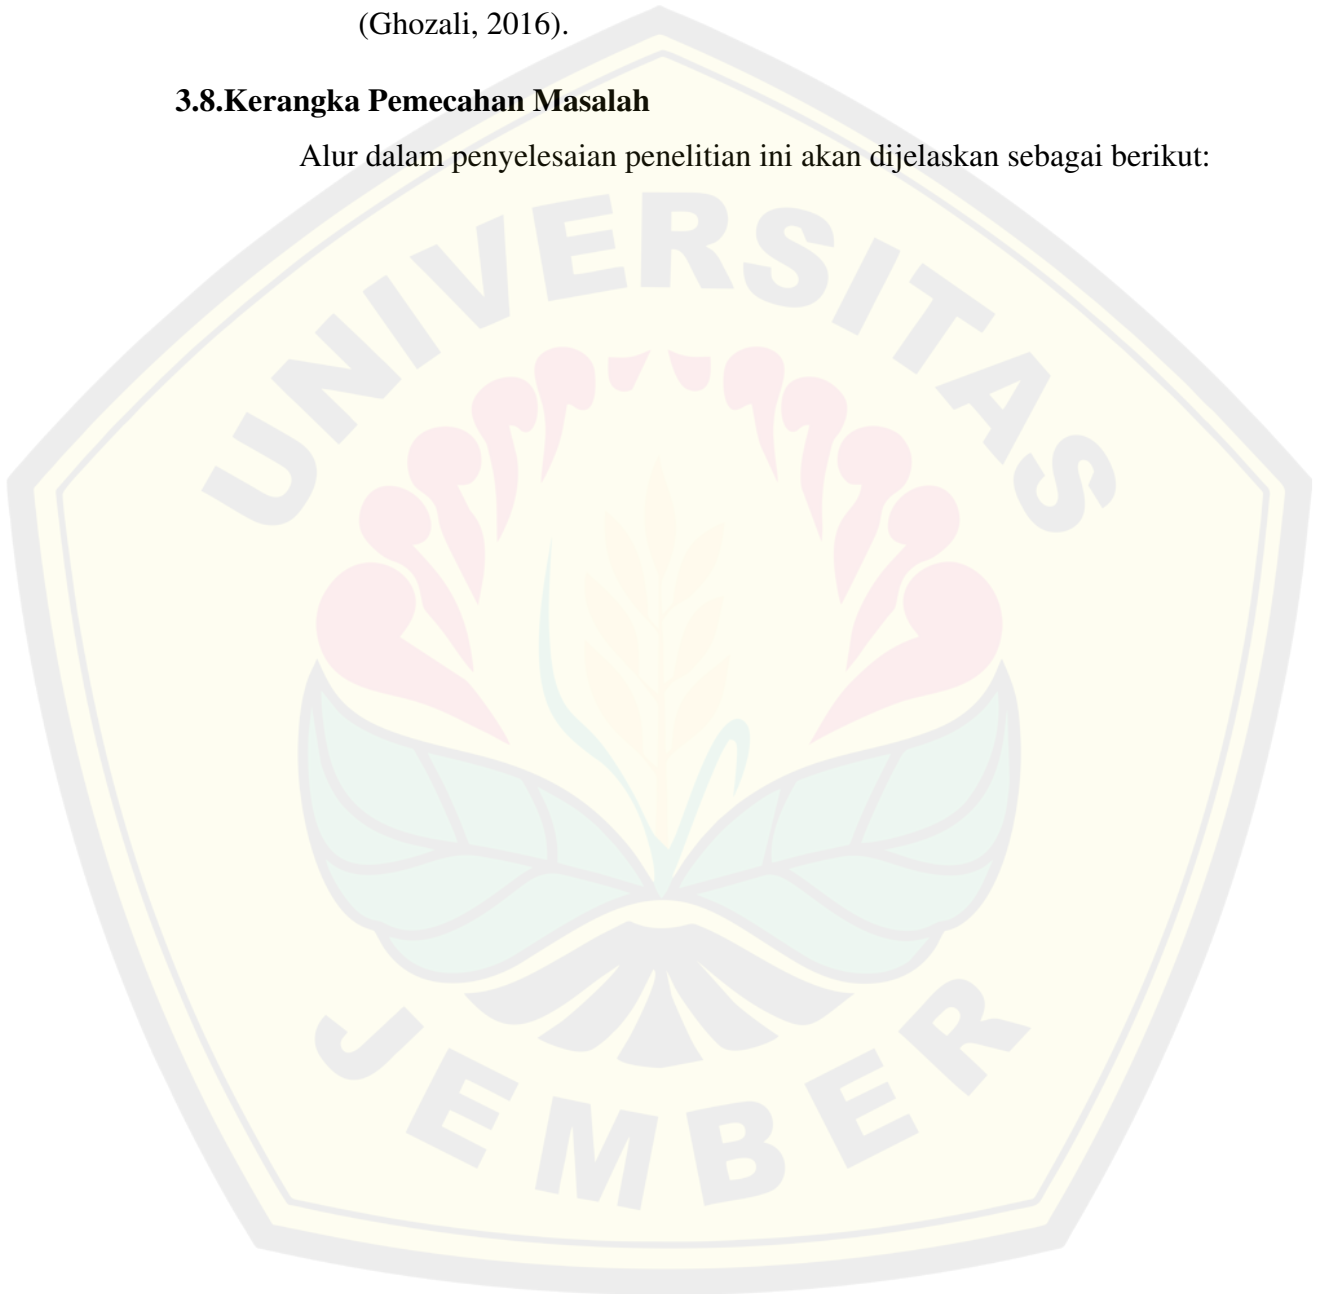 (Ghozali, 2016).
3.8.Kerangka Pemecahan Masalah
Alur dalam penyelesaian penelitian ini akan dijelaskan sebagai berikut:
UNIVERSITAS
JEMBER